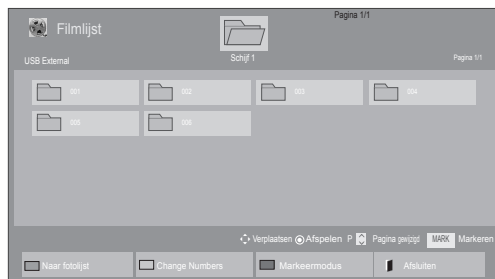 Pagina 1/1
Filmlijst
Schijf 1
USB External
Pagina 1/1
001 002 003 004
005 006
Verplaatsen Afspelen P Pagina gewijzigd MARK Markeren
Naar fotolijst Change Numbers Markeermodus Afsluiten